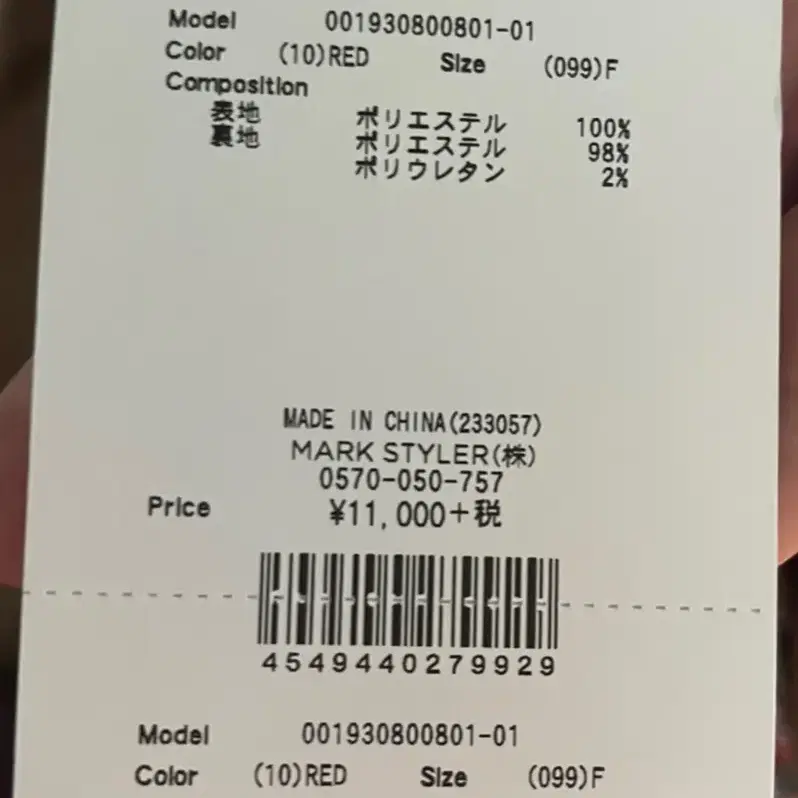 Model 001930800801-01
Color (10)RED Size (099)F
Composition
表地 ポリエステル 100%
裏地 ポリエステル 98%
ポリウレタン 2%
MADE IN CHINA(233057)
MARK STYLER(株)
0570-050-757
Price ¥11,000+税
4549440279929
Model 001930800801-01
Color (10)RED Size (099)F